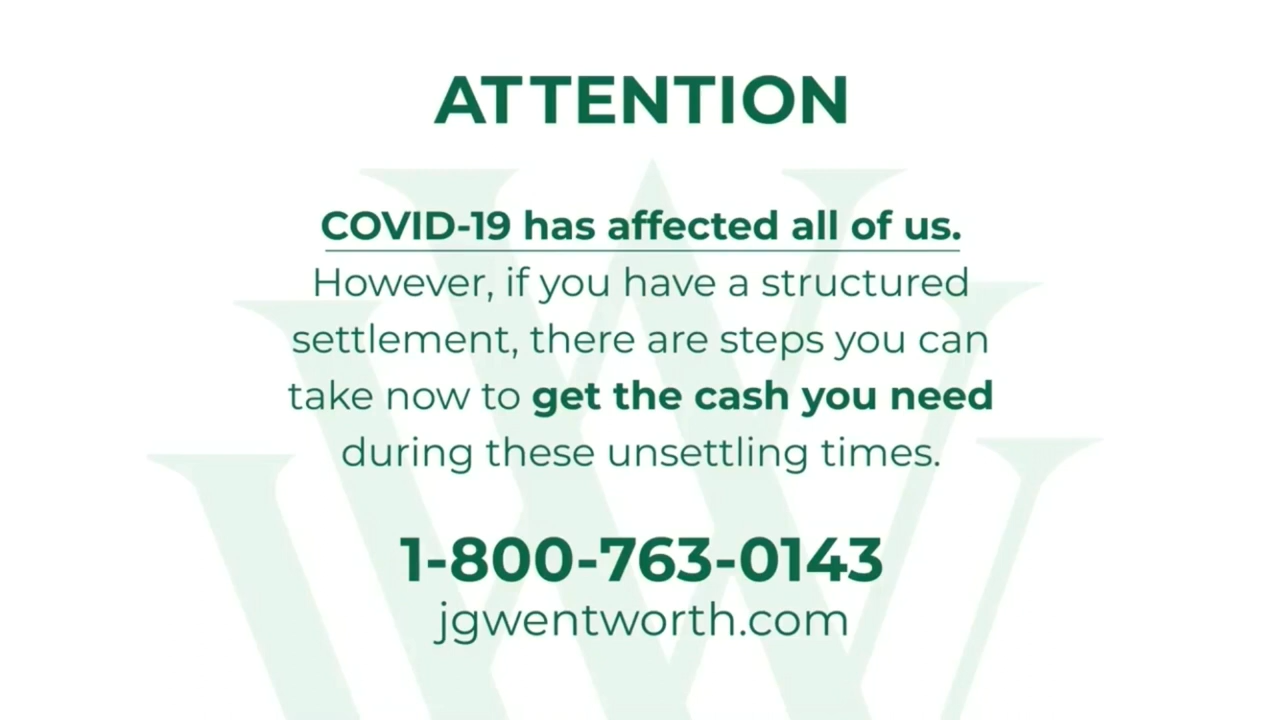 ATTENTION
COVID-19 has affected all of us.
However, if you have a structured
settlement, there are steps you can
take now to get the cash you need
during these unsettling times.
1-800-763-0143
jgwentworth.com